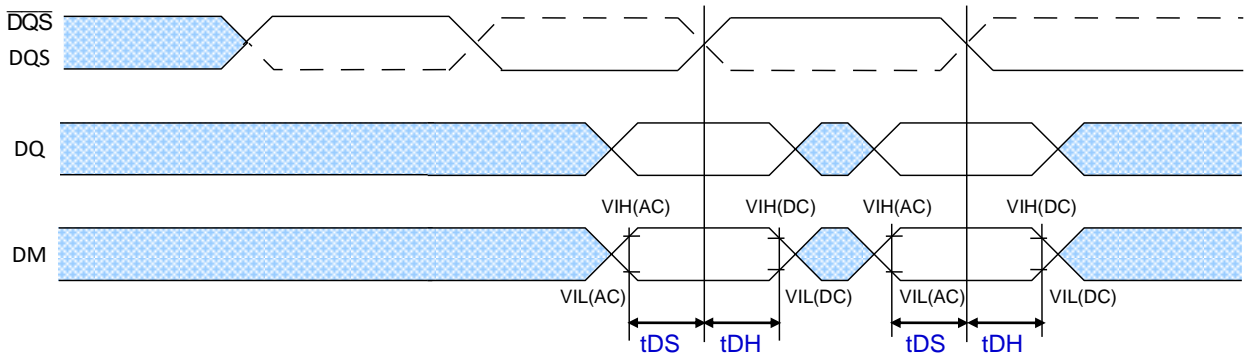 D̅Q̅S̅
DQS
DQ
VIH(AC) VIH(DC) VIH(AC) VIH(DC)
DM
VIL(AC) VIL(DC) VIL(AC) VIL(DC)
tDS tDH tDS tDH